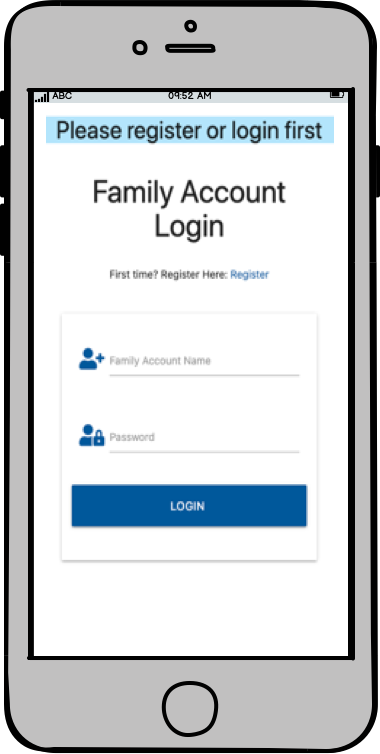 ABC 09:52 AM
Please register or login first
Family Account
Login
First time? Register Here: Register
Family Account Name
Password
LOGIN